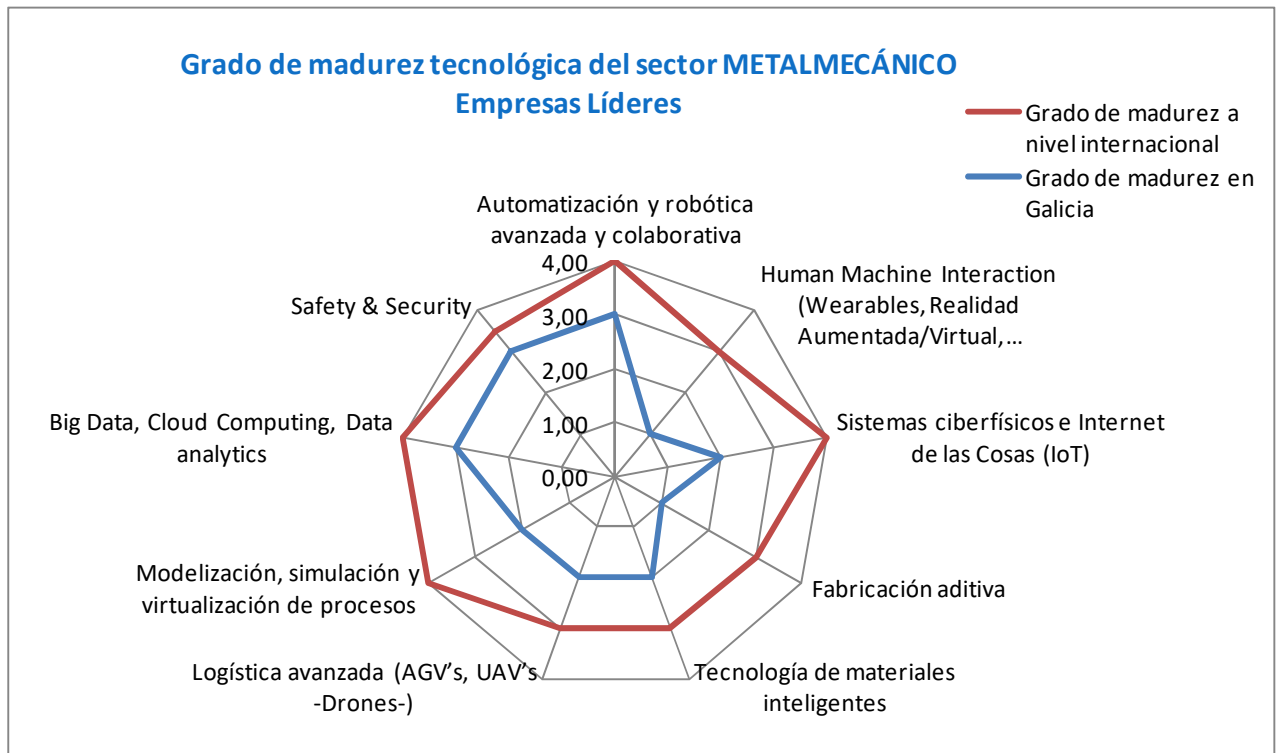 Grado de madurez tecnológica del sector METALMECÁNICO
Empresas Líderes
Grado de madurez a
nivel internacional
Grado de madurez en
Galicia
Automatización y robótica
avanzada y colaborativa
Human Machine Interaction
(Wearables, Realidad
Aumentada/Virtual,...
Sistemas ciberfísicos e Internet
de las Cosas (IoT)
Fabricación aditiva
Tecnología de materiales
inteligentes
Logística avanzada (AGV’s, UAV’s
-Drones-)
Modelización, simulación y
virtualización de procesos
Big Data, Cloud Computing, Data
analytics
Safety & Security
4,00
3,00
2,00
1,00
0,00